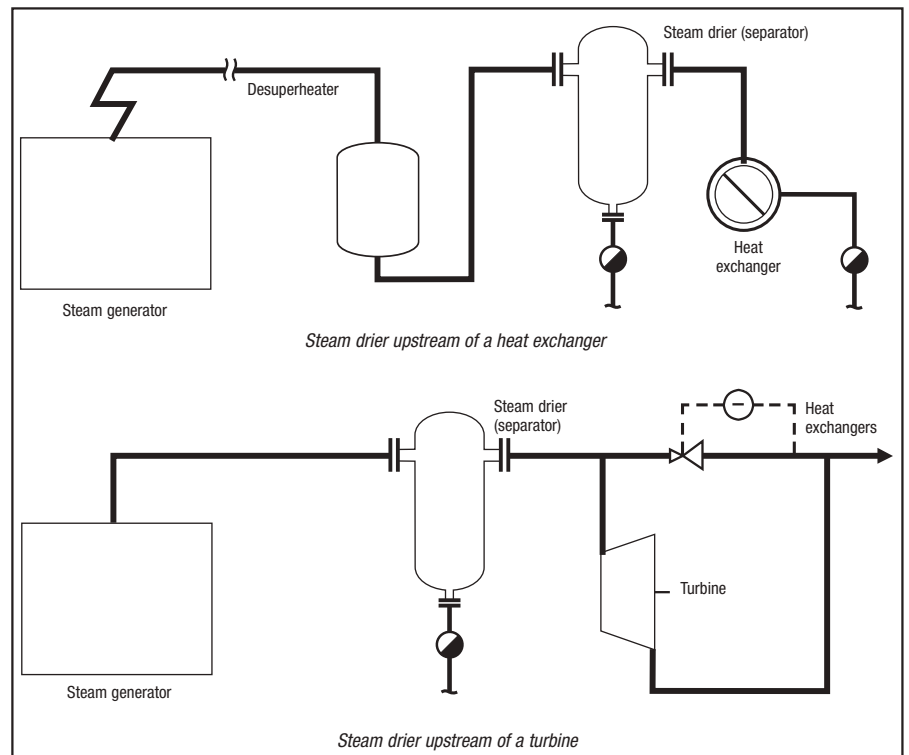 Steam drier (separator)
Desuperheater
Heat
exchanger
Steam generator
Steam drier upstream of a heat exchanger
Steam drier
(separator)
Heat
exchangers
Turbine
Steam generator
Steam drier upstream of a turbine